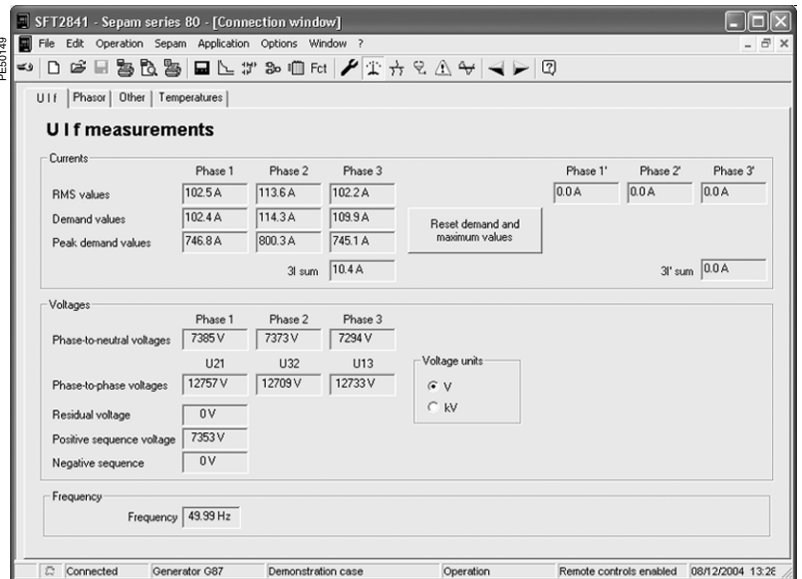 PE50149
SFT2841 - Sepam series 80 - [Connection window]
File Edit Operation Sepam Application Options Window ?
Fct
U I f Phasor Other Temperatures
U I f measurements
Currents
Phase 1 Phase 2 Phase 3 Phase 1' Phase 2' Phase 3'
RMS values 102.5 A 113.6 A 102.2 A 0.0 A 0.0 A 0.0 A
Demand values 102.4 A 114.3 A 109.9 A
Reset demand and
maximum values
Peak demand values 746.8 A 800.3 A 745.1 A
3I sum 10.4 A 3I' sum 0.0 A
Voltages
Phase 1 Phase 2 Phase 3
Phase-to-neutral voltages 7385 V 7373 V 7294 V
U21 U32 U13
Voltage units
Phase-to-phase voltages 12757 V 12709 V 12733 V
V
kV
Residual voltage 0 V
Positive sequence voltage 7353 V
Negative sequence 0 V
Frequency
Frequency 49.99 Hz
Connected Generator G87 Demonstration case Operation Remote controls enabled 08/12/2004 13:28